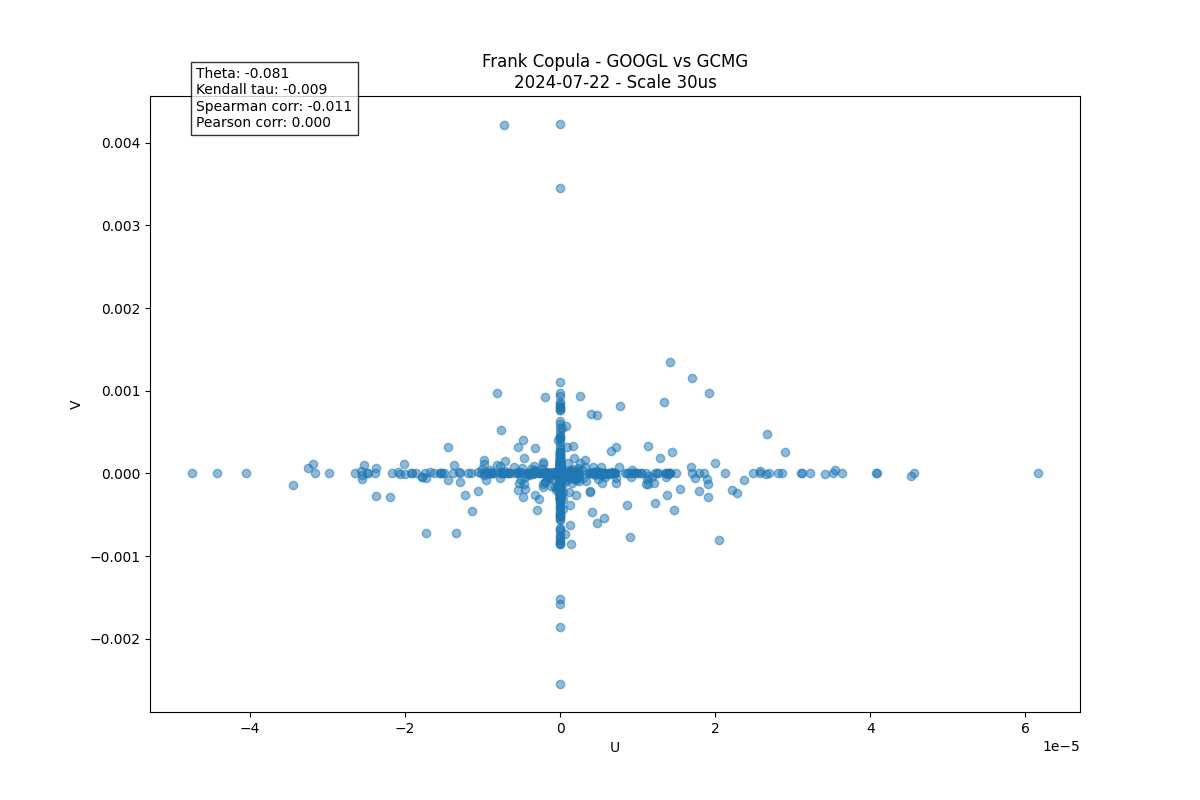 Frank Copula - GOOGL vs GCMG
2024-07-22 - Scale 30us
Theta: -0.081
Kendall tau: -0.009
Spearman corr: -0.011
Pearson corr: 0.000
0.004
0.003
0.002
0.001
0.000
−0.001
−0.002
V
−4
−2
0
2
4
6
1e−5
U